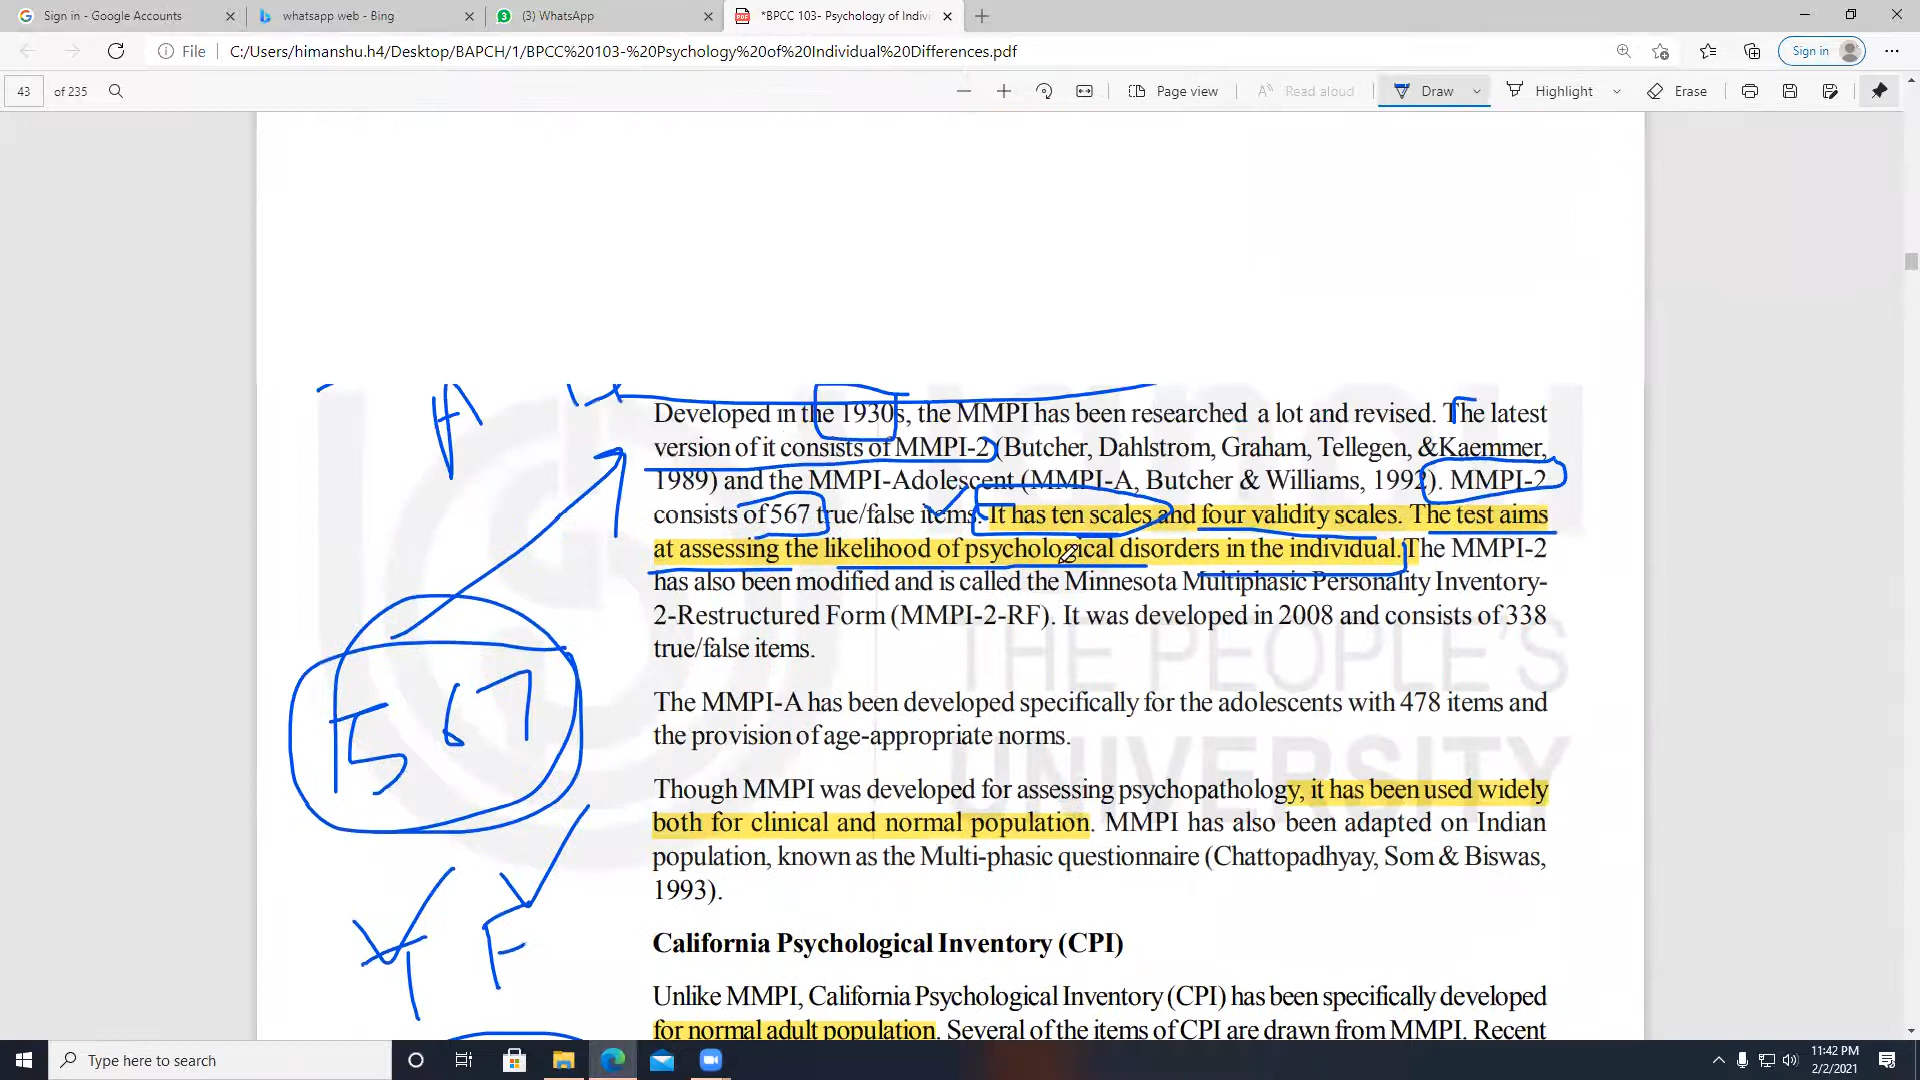 Sign in - Google Accounts
whatsapp web - Bing
(3) WhatsApp
*BPCC 103- Psychology of Indivi
File
C:/Users/himanshu.h4/Desktop/BAPCH/1/BPCC%20103-%20Psychology%20of%20Individual%20Differences.pdf
Sign in
43 of 235
Page view
Read aloud
Draw
Highlight
Erase
Developed in the 1930s, the MMPI has been researched a lot and revised. The latest
version of it consists of MMPI-2 (Butcher, Dahlstrom, Graham, Tellegen, &Kaemmer,
1989) and the MMPI-Adolescent (MMPI-A, Butcher & Williams, 1992). MMPI-2
consists of 567 true/false items. It has ten scales and four validity scales. The test aims
at assessing the likelihood of psychological disorders in the individual. The MMPI-2
has also been modified and is called the Minnesota Multiphasic Personality Inventory-
2-Restructured Form (MMPI-2-RF). It was developed in 2008 and consists of 338
true/false items.
THE PEOPLE'S
UNIVERSITY
567
T F
The MMPI-A has been developed specifically for the adolescents with 478 items and
the provision of age-appropriate norms.
Though MMPI was developed for assessing psychopathology, it has been used widely
both for clinical and normal population. MMPI has also been adapted on Indian
population, known as the Multi-phasic questionnaire (Chattopadhyay, Som & Biswas,
1993).
California Psychological Inventory (CPI)
Unlike MMPI, California Psychological Inventory (CPI) has been specifically developed
for normal adult population. Several of the items of CPI are drawn from MMPI. Recent
Type here to search
11:42 PM
2/2/2021